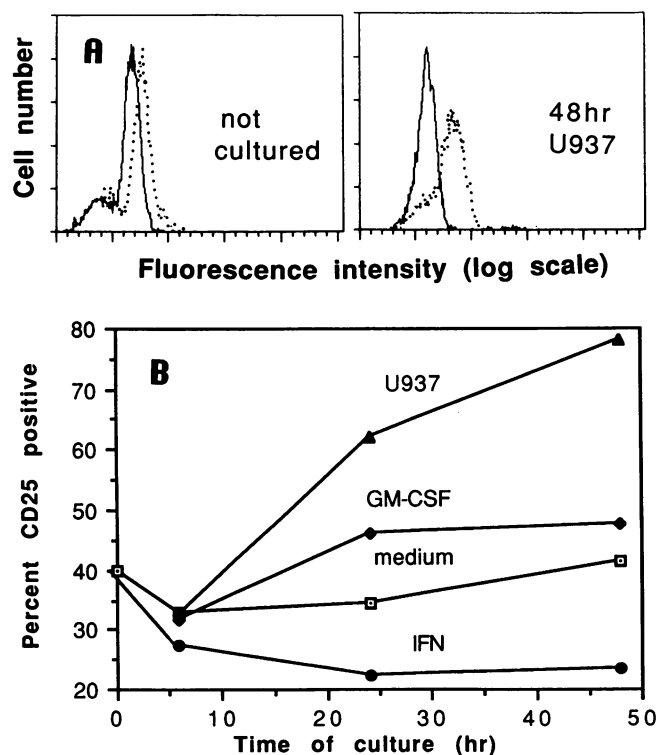 A
Cell number
not
cultured
48hr
U937
Fluorescence intensity (log scale)
B
Percent CD25 positive
80
70
60
50
40
30
20
U937
GM-CSF
medium
IFN
0
10
20
30
40
50
Time of culture (hr)